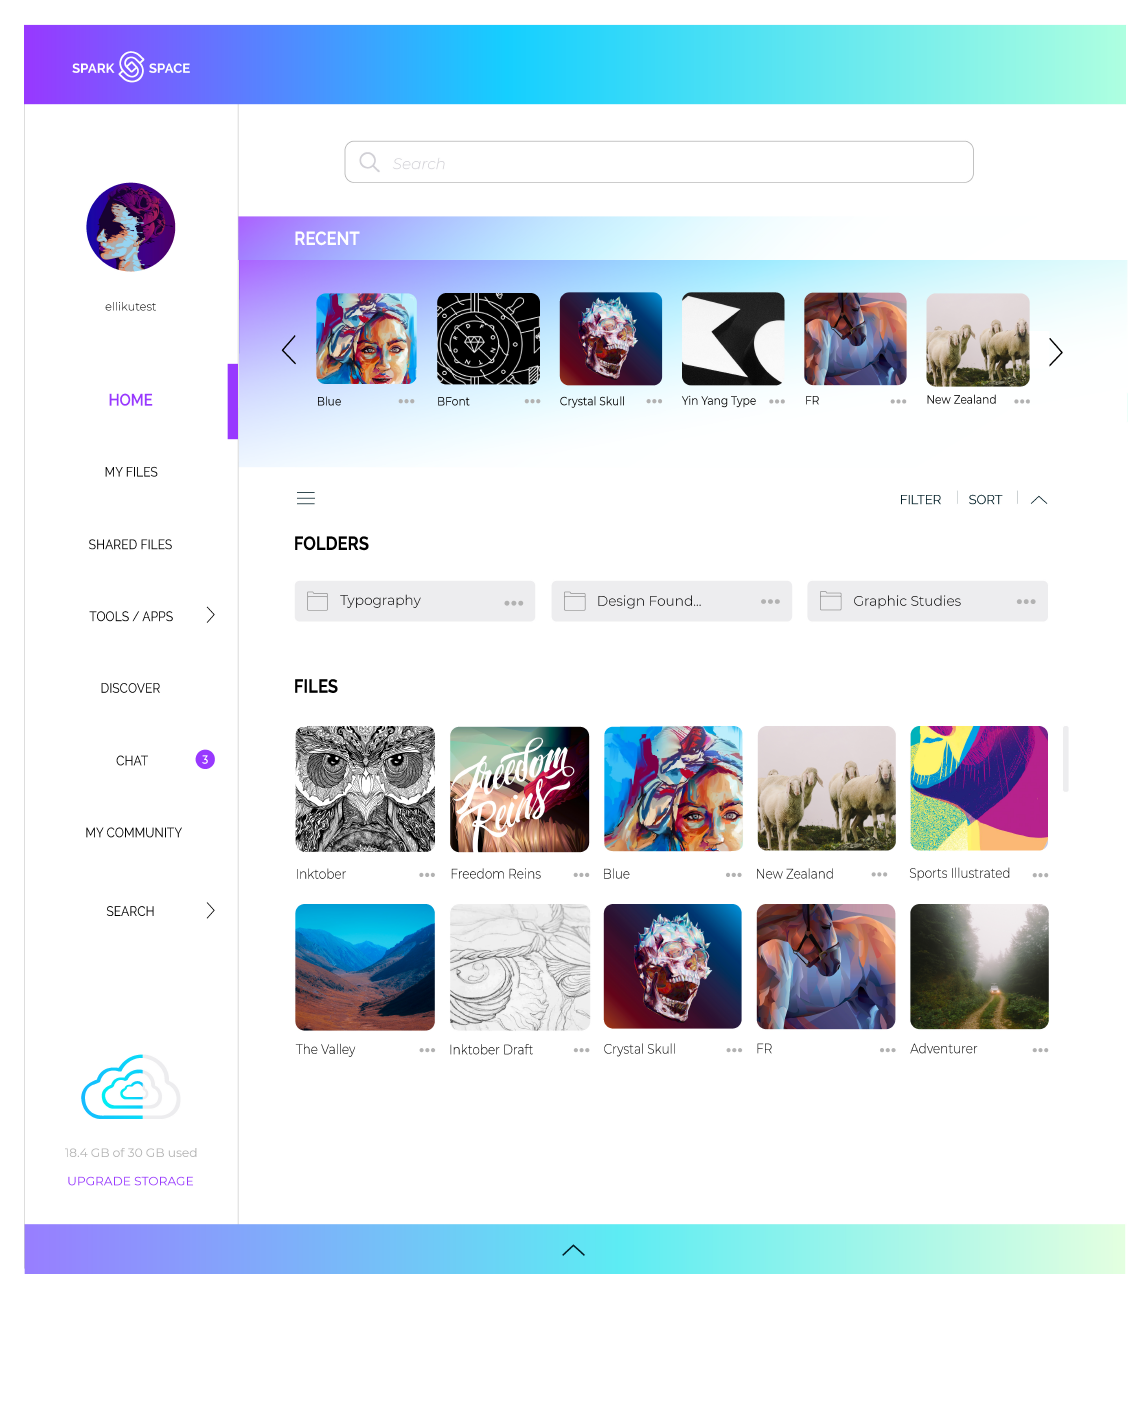 SPARK SPACE
Search
ellikutest
HOME
MY FILES
SHARED FILES
TOOLS / APPS
DISCOVER
CHAT 3
MY COMMUNITY
SEARCH
18.4 GB of 30 GB used
UPGRADE STORAGE
RECENT
Blue
BFont
Crystal Skull
Yin Yang Type
FR
New Zealand
FILTER
SORT
FOLDERS
Typography
Design Found...
Graphic Studies
FILES
Freedom
Reins
Inktober
Freedom Reins
Blue
New Zealand
Sports Illustrated
The Valley
Inktober Draft
Crystal Skull
FR
Adventurer